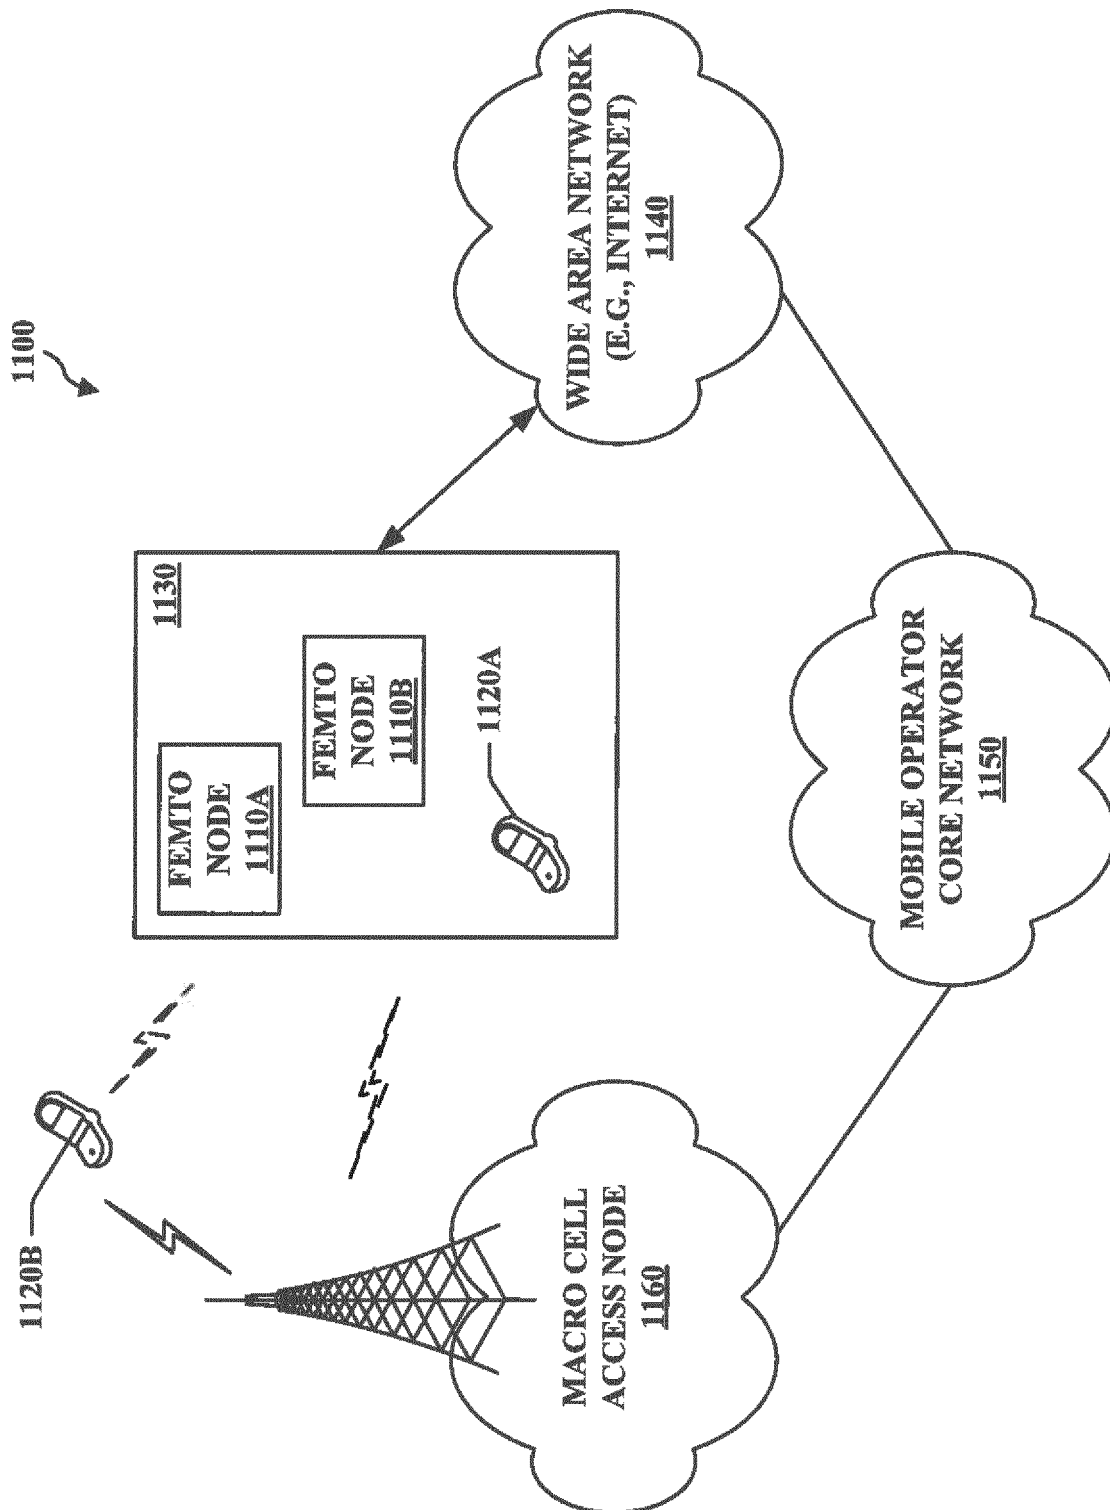 1100
1120B
1130
FEMTO
NODE
1110A
FEMTO
NODE
1110B
1120A
WIDE AREA NETWORK
(E.G., INTERNET)
1140
MACRO CELL
ACCESS NODE
1160
MOBILE OPERATOR
CORE NETWORK
1150